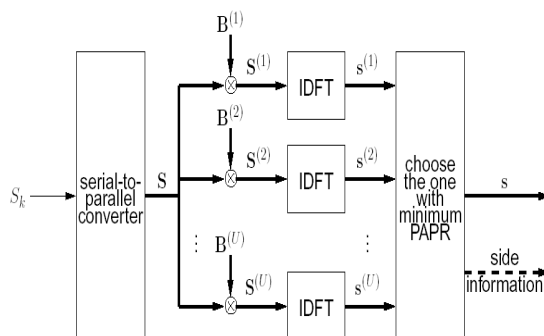 B^(1)
S^(1)
s^(1)
IDFT
B^(2)
S^(2)
s^(2)
IDFT
S_k
serial-to-
parallel
converter
S
choose
the one
with
minimum
PAPR
s
⋮
⋮
B^(U)
S^(U)
s^(U)
IDFT
side
information